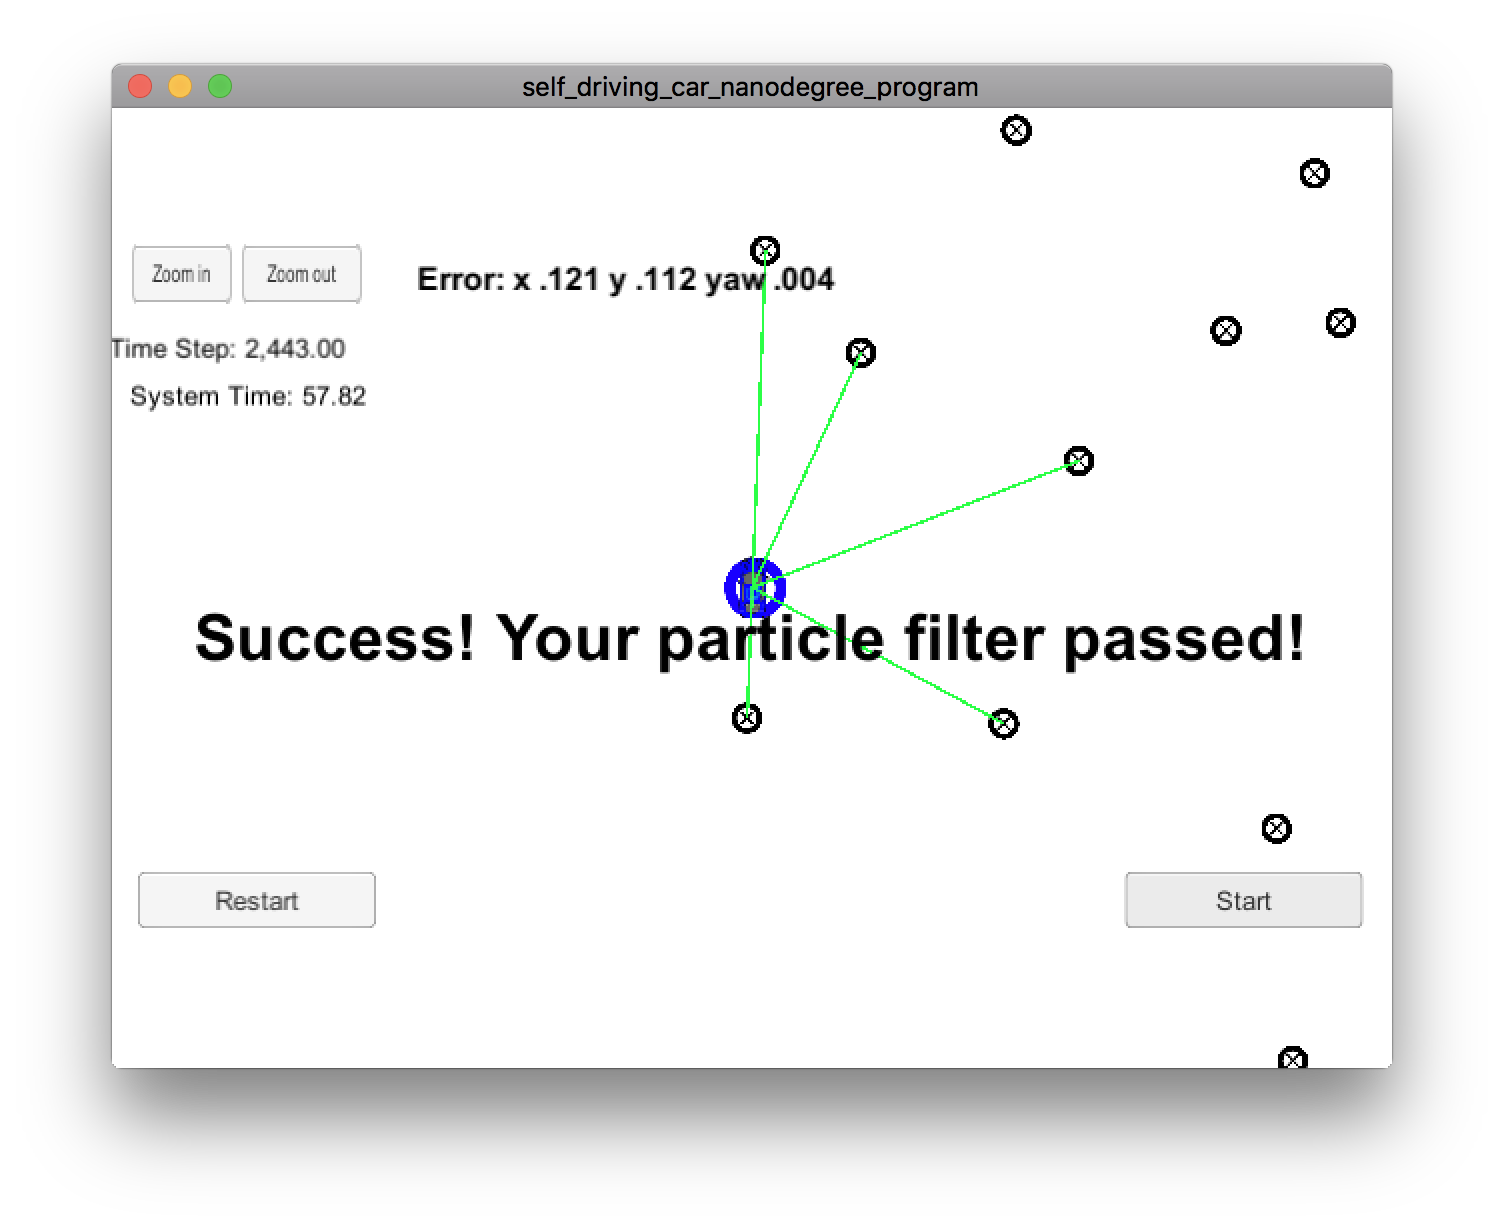 self_driving_car_nanodegree_program
Zoom in
Zoom out
Error: x .121 y .112 yaw .004
Time Step: 2,443.00
System Time: 57.82
Success! Your particle filter passed!
Restart
Start